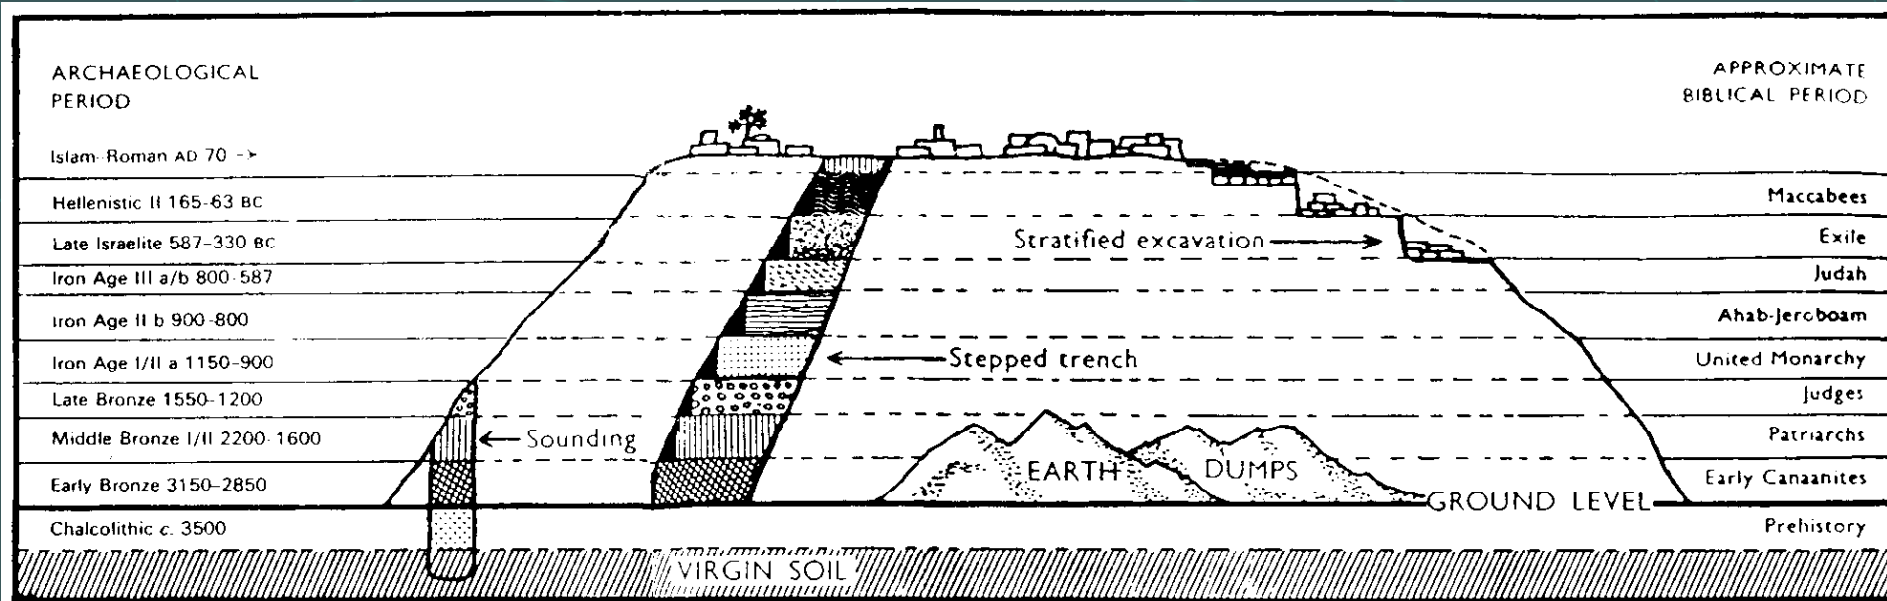 ARCHAEOLOGICAL
PERIOD
APPROXIMATE
BIBLICAL PERIOD
Islam-Roman AD 70 →
Hellenistic II 165-63 BC
Maccabees
Late Israelite 587-330 BC
Stratified excavation
Exile
Iron Age III a/b 800-587
Judah
Iron Age II b 900-800
Ahab-Jeroboam
Iron Age I/II a 1150-900
Stepped trench
United Monarchy
Late Bronze 1550-1200
Judges
Middle Bronze I/II 2200-1600
Sounding
Patriarchs
Early Bronze 3150-2850
EARTH DUMPS
Early Canaanites
GROUND LEVEL
Chalcolithic c. 3500
Prehistory
VIRGIN SOIL